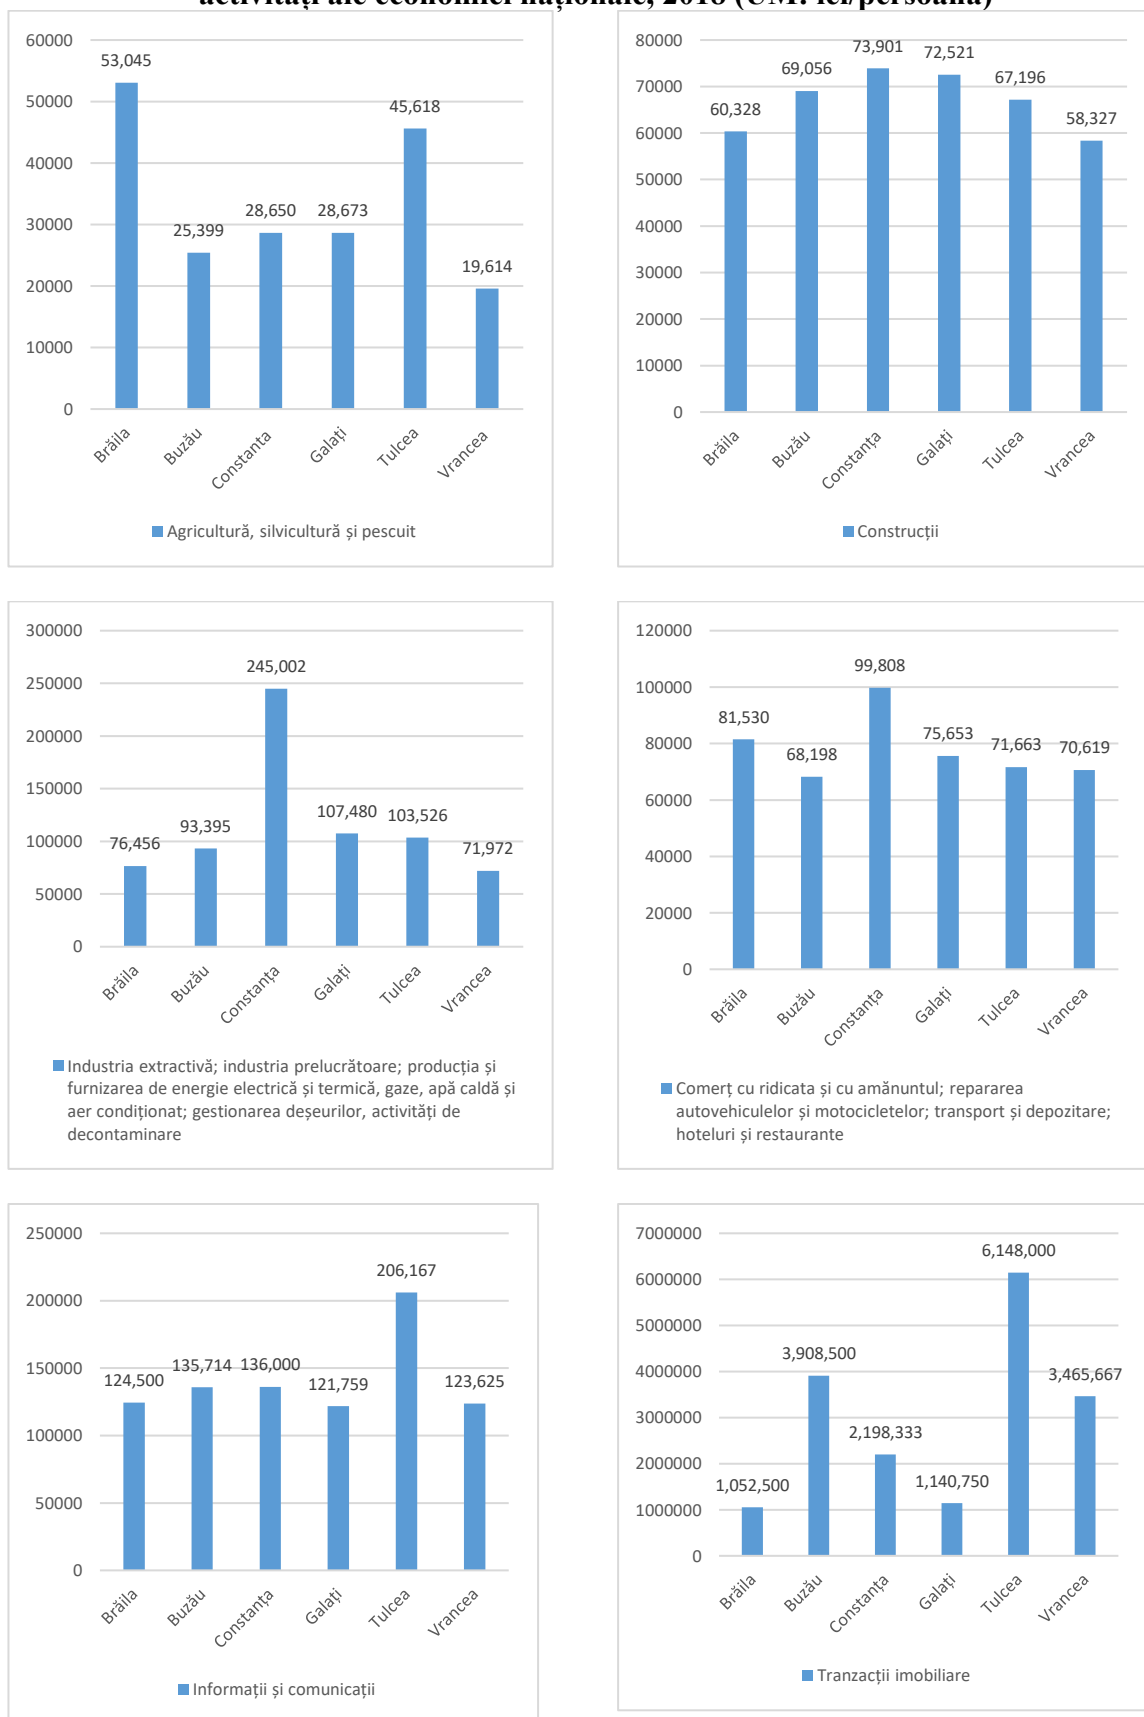 activități ale economiei naționale, 2018 (UM: lei/persoană)
60000
50000
40000
30000
20000
10000
0
53,045
25,399
28,650
28,673
45,618
19,614
Brăila
Buzău
Constanta
Galați
Tulcea
Vrancea
Agricultură, silvicultură și pescuit
80000
70000
60000
50000
40000
30000
20000
10000
0
60,328
69,056
73,901
72,521
67,196
58,327
Brăila
Buzău
Constanța
Galați
Tulcea
Vrancea
Construcții
300000
250000
200000
150000
100000
50000
0
76,456
93,395
245,002
107,480
103,526
71,972
Brăila
Buzău
Constanța
Galați
Tulcea
Vrancea
Industria extractivă; industria prelucrătoare; producția și
furnizarea de energie electrică și termică, gaze, apă caldă și
aer condiționat; gestionarea deșeurilor, activități de
decontaminare
120000
100000
80000
60000
40000
20000
0
81,530
68,198
99,808
75,653
71,663
70,619
Brăila
Buzău
Constanța
Galați
Tulcea
Vrancea
Comerț cu ridicata și cu amănuntul; repararea
autovehiculelor și motocicletelor; transport și depozitare;
hoteluri și restaurante
250000
200000
150000
100000
50000
0
124,500
135,714
136,000
121,759
206,167
123,625
Brăila
Buzău
Constanța
Galați
Tulcea
Vrancea
Informații și comunicații
7000000
6000000
5000000
4000000
3000000
2000000
1000000
0
1,052,500
3,908,500
2,198,333
1,140,750
6,148,000
3,465,667
Brăila
Buzău
Constanța
Galați
Tulcea
Vrancea
Tranzacții imobiliare